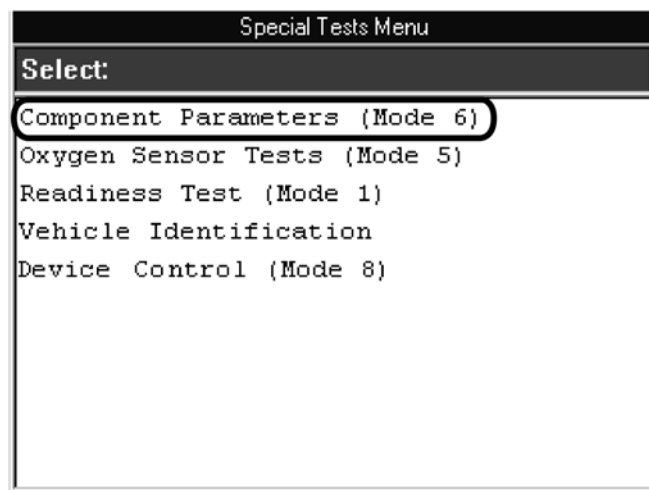 Special Tests Menu
Select:
Component Parameters (Mode 6)
Oxygen Sensor Tests (Mode 5)
Readiness Test (Mode 1)
Vehicle Identification
Device Control (Mode 8)